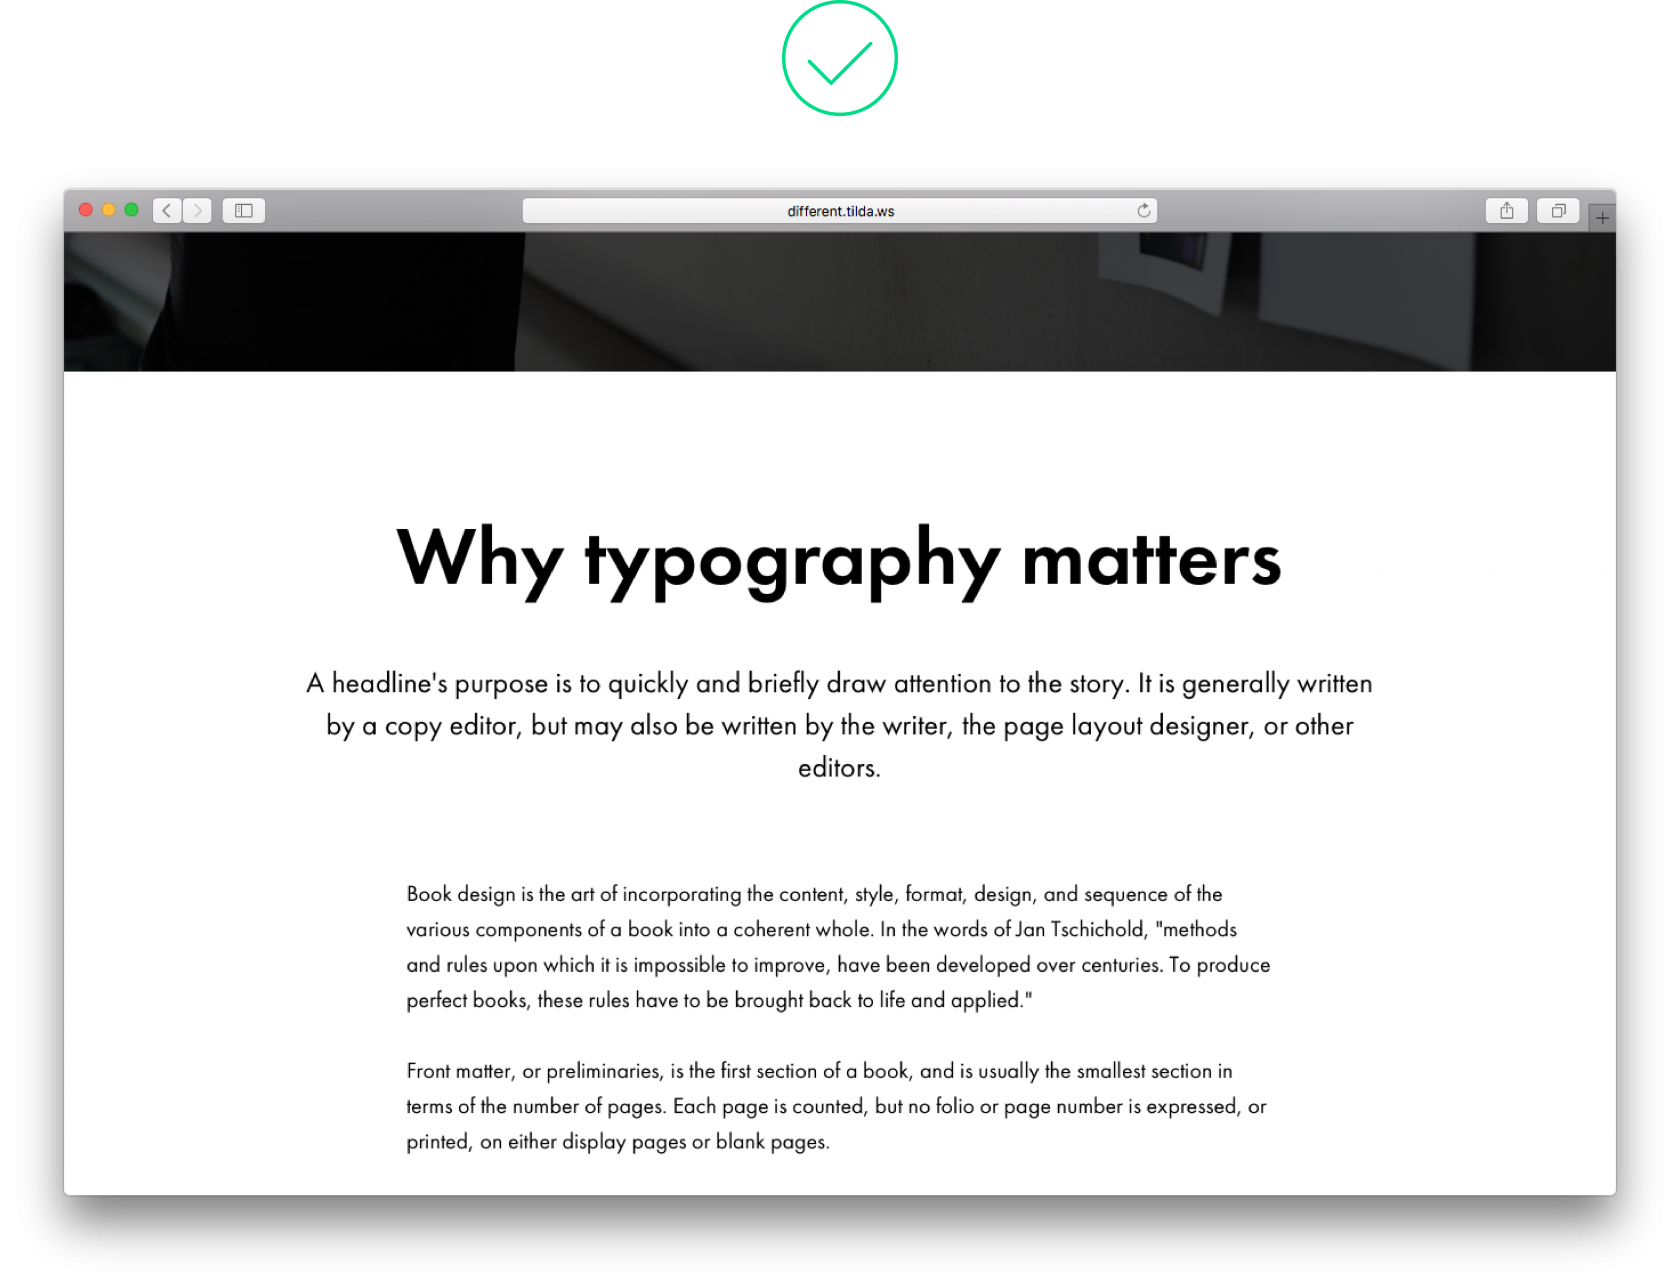 different.tilda.ws
Why typography matters
A headline's purpose is to quickly and briefly draw attention to the story. It is generally written
by a copy editor, but may also be written by the writer, the page layout designer, or other
editors.
Book design is the art of incorporating the content, style, format, design, and sequence of the
various components of a book into a coherent whole. In the words of Jan Tschichold, "methods
and rules upon which it is impossible to improve, have been developed over centuries. To produce
perfect books, these rules have to be brought back to life and applied."
Front matter, or preliminaries, is the first section of a book, and is usually the smallest section in
terms of the number of pages. Each page is counted, but no folio or page number is expressed, or
printed, on either display pages or blank pages.